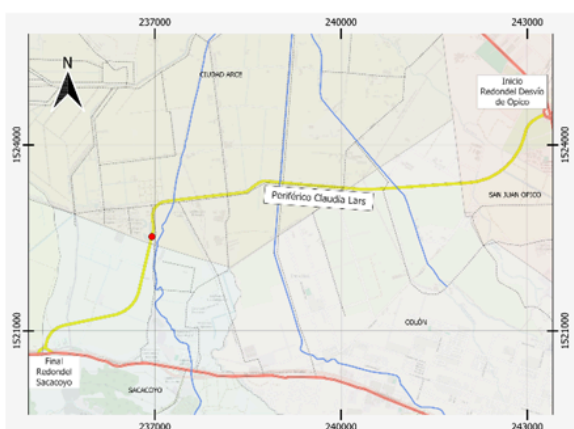 237000
240000
243000
N
CIUDAD ARCE
Inicio
Redondel Desvío
de Opico
1524000
1524000
Periférico Claudia Lars
SAN JUAN OPICO
1521000
1521000
COLÓN
Final
Redondel
Sacacoyo
SACACOYO
237000
240000
243000